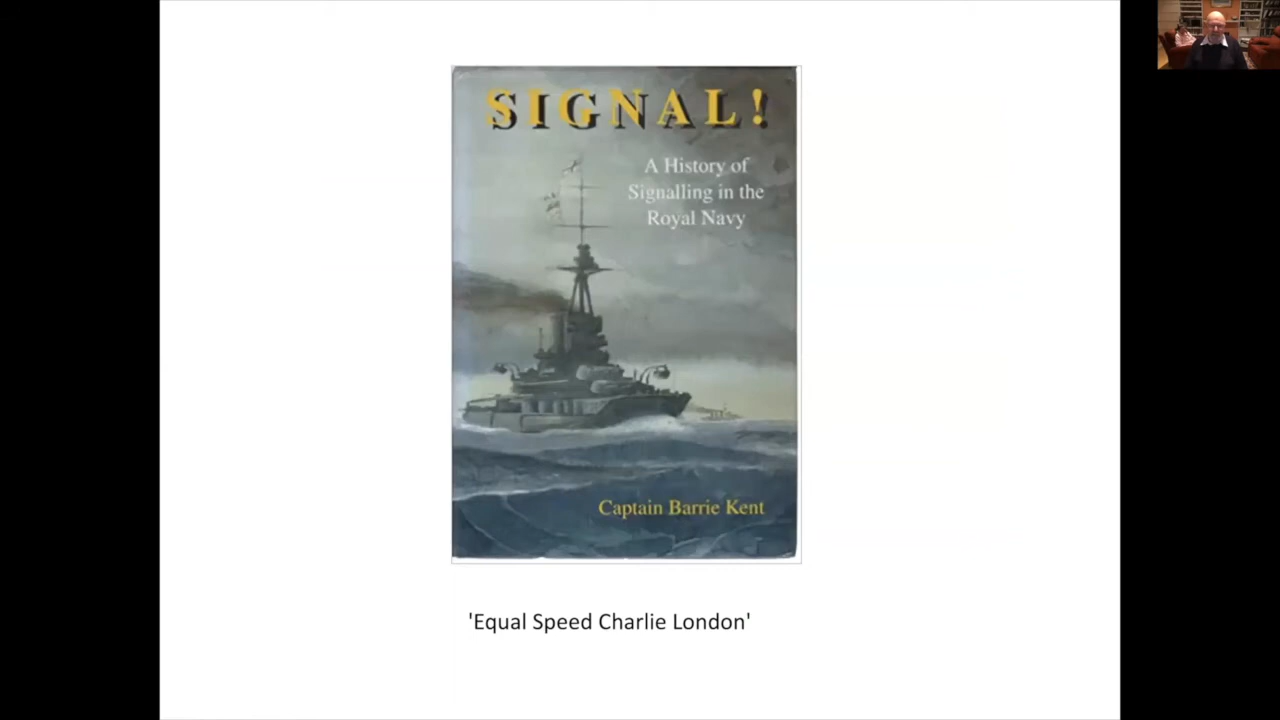 SIGNAL!
A History of
Signalling in the
Royal Navy
Captain Barrie Kent
'Equal Speed Charlie London'